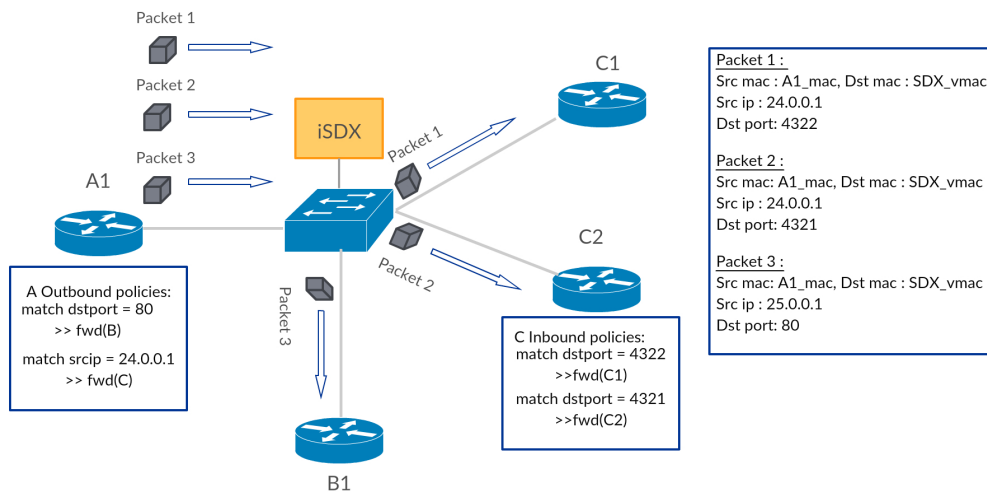 Packet 1
Packet 2
Packet 3
A1
iSDX
Packet 1
C1
C2
Packet 2
Packet 3
B1
A Outbound policies:
match dstport = 80
>> fwd(B)
match srcip = 24.0.0.1
>> fwd(C)
C Inbound policies:
match dstport = 4322
>>fwd(C1)
match dstport = 4321
>>fwd(C2)
Packet 1 :
Src mac : A1_mac, Dst mac : SDX_vmac
Src ip : 24.0.0.1
Dst port: 4322
Packet 2 :
Src mac: A1_mac, Dst mac : SDX_vmac
Src ip : 24.0.0.1
Dst port: 4321
Packet 3 :
Src mac: A1_mac, Dst mac : SDX_vmac
Src ip : 25.0.0.1
Dst port: 80